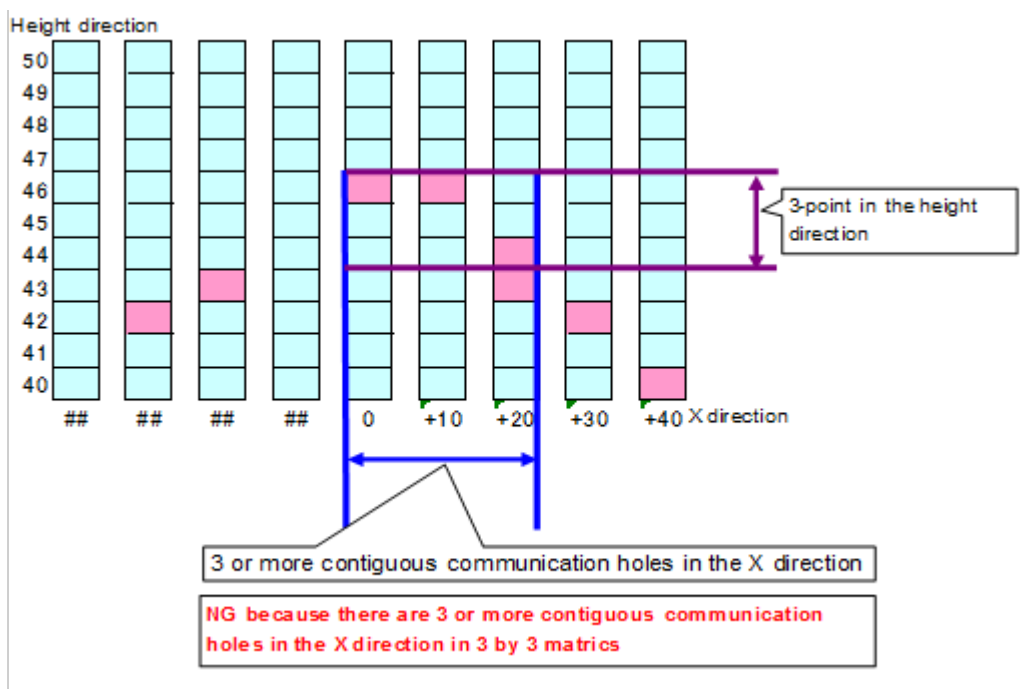 Height direction
50
49
48
47
46
45
44
43
42
41
40
## ## ## ## 0 +10 +20 +30 +40 X direction
3-point in the height
direction
3 or more contiguous communication holes in the X direction
NG because there are 3 or more contiguous communication
holes in the X direction in 3 by 3 matrics